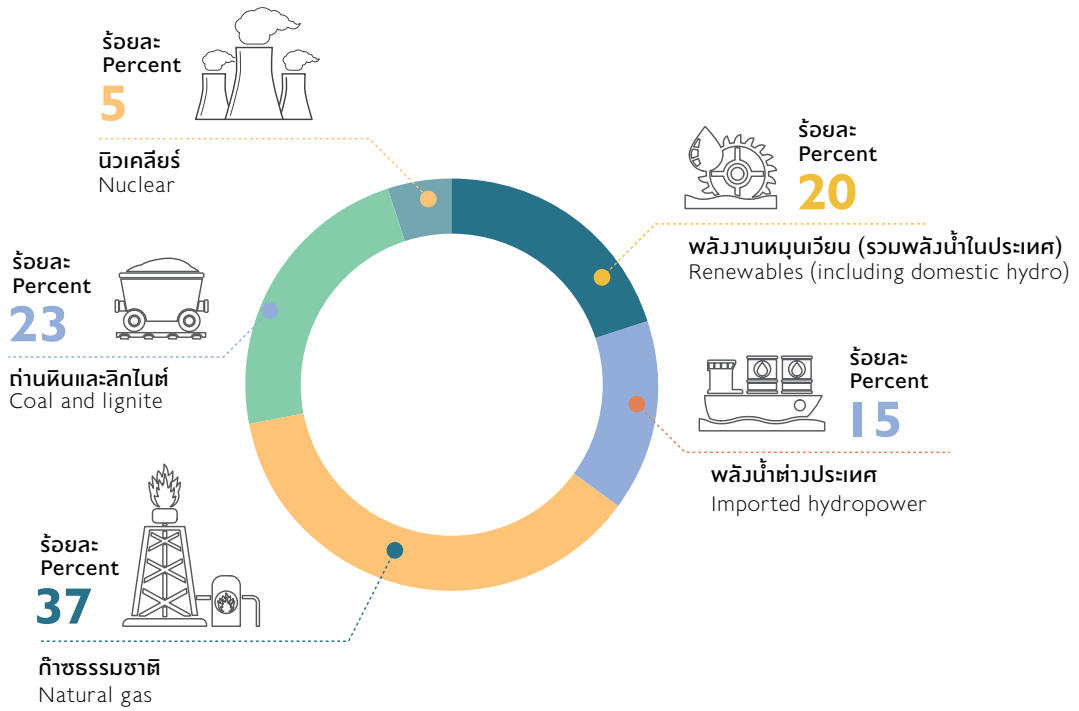 ร้อยละ
Percent
5
นิวเคลียร์
Nuclear
ร้อยละ
Percent
20
พลังงานหมุนเวียน (รวมพลังน้ำในประเทศ)
Renewables (including domestic hydro)
ร้อยละ
Percent
23
ถ่านหินและลิกไนต์
Coal and lignite
ร้อยละ
Percent
15
พลังน้ำต่างประเทศ
Imported hydropower
ร้อยละ
Percent
37
ก๊าซธรรมชาติ
Natural gas